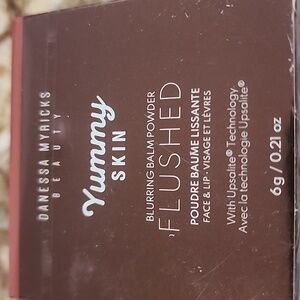 DANESSA MYRICKS
BEAUTY
Yummy
SKIN
BLURRING BALM POWDER
FLUSHED
POUDRE BAUME LISSANTE
FACE & LIP • VISAGE ET LÈVRES
With Upsalite® Technology
Avec la technologie Upsalite®
6g / 0.21 oz